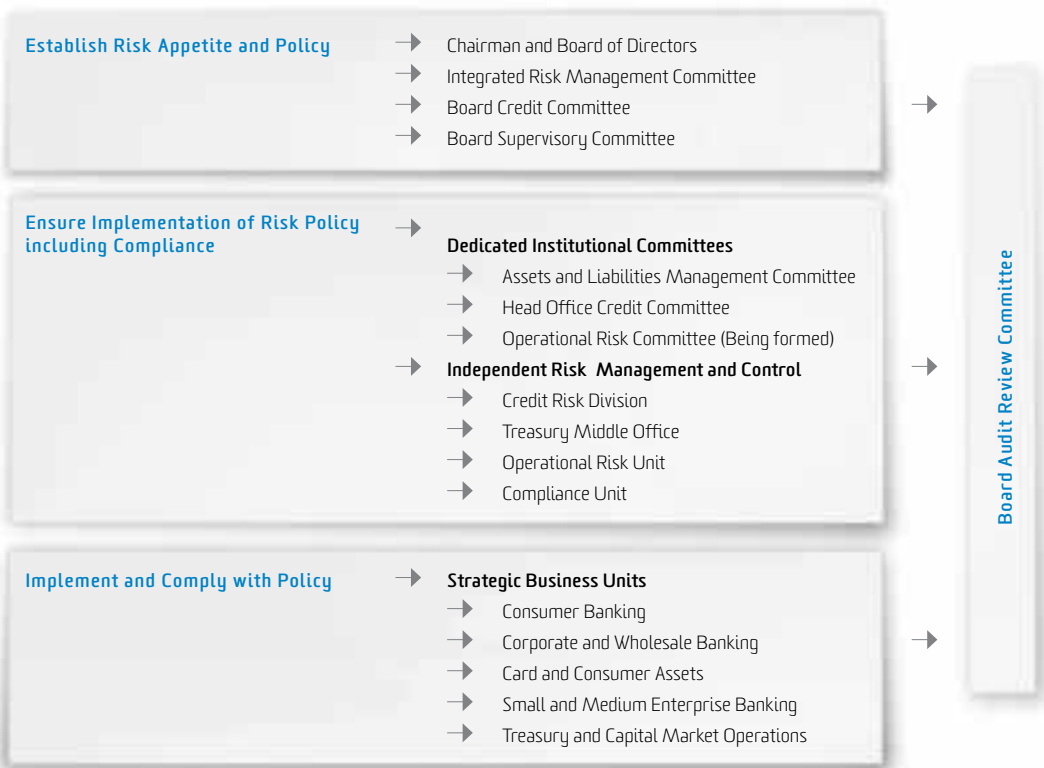 Establish Risk Appetite and Policy
Chairman and Board of Directors
Integrated Risk Management Committee
Board Credit Committee
Board Supervisory Committee
Ensure Implementation of Risk Policy
including Compliance
Dedicated Institutional Committees
Assets and Liabilities Management Committee
Head Office Credit Committee
Operational Risk Committee (Being formed)
Independent Risk Management and Control
Credit Risk Division
Treasury Middle Office
Operational Risk Unit
Compliance Unit
Implement and Comply with Policy
Strategic Business Units
Consumer Banking
Corporate and Wholesale Banking
Card and Consumer Assets
Small and Medium Enterprise Banking
Treasury and Capital Market Operations
Board Audit Review Committee